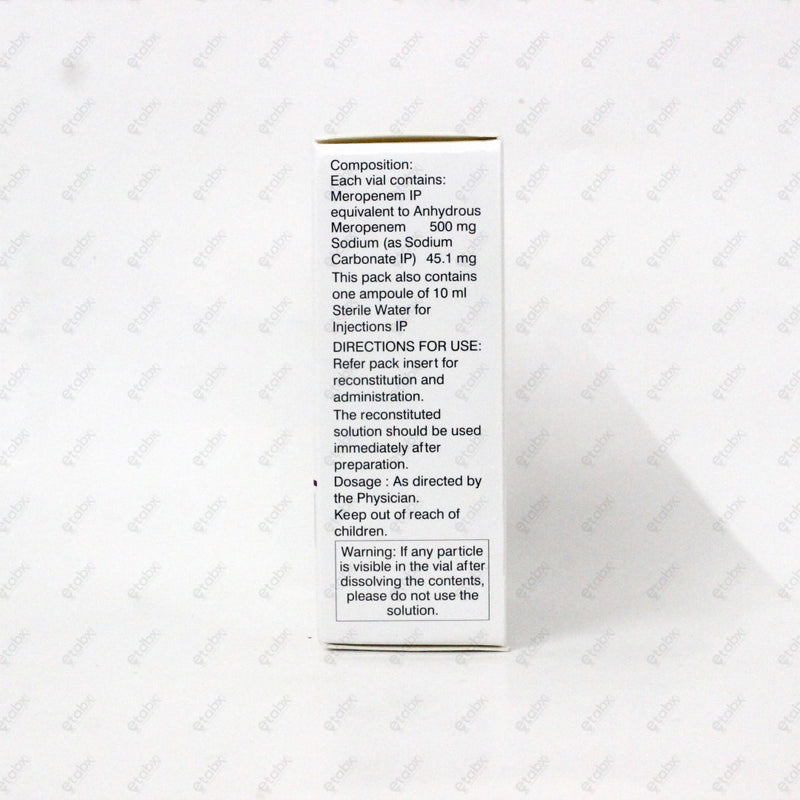 Composition:
Each vial contains:
Meropenem IP
equivalent to Anhydrous
Meropenem 500 mg
Sodium (as Sodium
Carbonate IP) 45.1 mg
This pack also contains
one ampoule of 10 ml
Sterile Water for
Injections IP.
DIRECTIONS FOR USE:
Refer pack insert for
reconstitution and
administration.
The reconstituted
solution should be used
immediately after
preparation.
Dosage : As directed by
the Physician.
Keep out of reach of
children.
Warning: If any particle
is visible in the vial after
dissolving the contents,
please do not use the
solution.
etabx